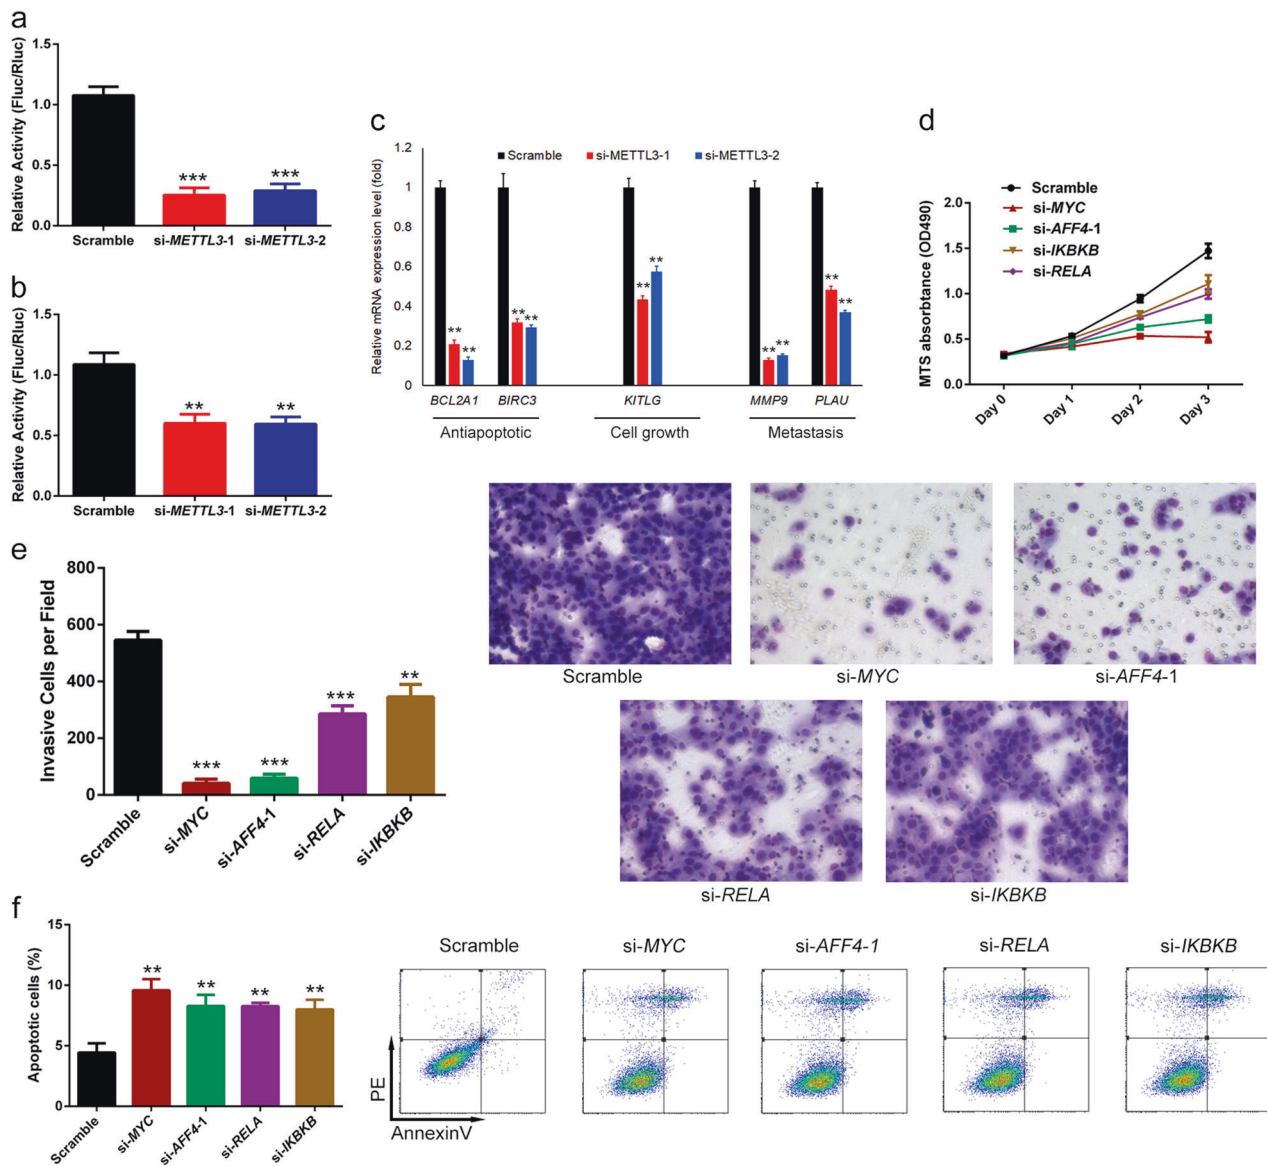 a
Relative Activity (Fluc/Rluc)
1.5
1.0
0.5
0.0
*** ***
Scramble si-METTL3-1 si-METTL3-2
b
Relative Activity (Fluc/Ruc)
1.5
1.0
0.5
0.0
** **
Scramble si-METTL3-1 si-METTL3-2
c
Relative mRNA expression level (fold)
1.2
1
0.8
0.6
0.4
0.2
0
Scramble si-METTL3-1 si-METTL3-2
** ** ** ** ** ** ** ** ** **
BCL2A1 BIRC3 KITLG MMP9 PLAU
Antiapoptotic Cell growth Metastasis
d
MTS absorbtance (OD490)
2.0
1.5
1.0
0.5
0.0
Scramble
si-MYC
si-AFF4-1
si-IKBKB
si-RELA
Day 0 Day 1 Day 2 Day 3
e
Invasive Cells per Field
800
600
400
200
0
*** *** *** **
Scramble si-MYC si-AFF4-1 si-RELA si-IKBKB
Scramble si-MYC si-AFF4-1
si-RELA si-IKBKB
f
Apoptotic cells (%)
15
10
5
0
** ** ** **
Scramble si-MYC si-AFF4-1 si-RELA si-IKBKB
Scramble si-MYC si-AFF4-1 si-RELA si-IKBKB
PE
AnnexinV